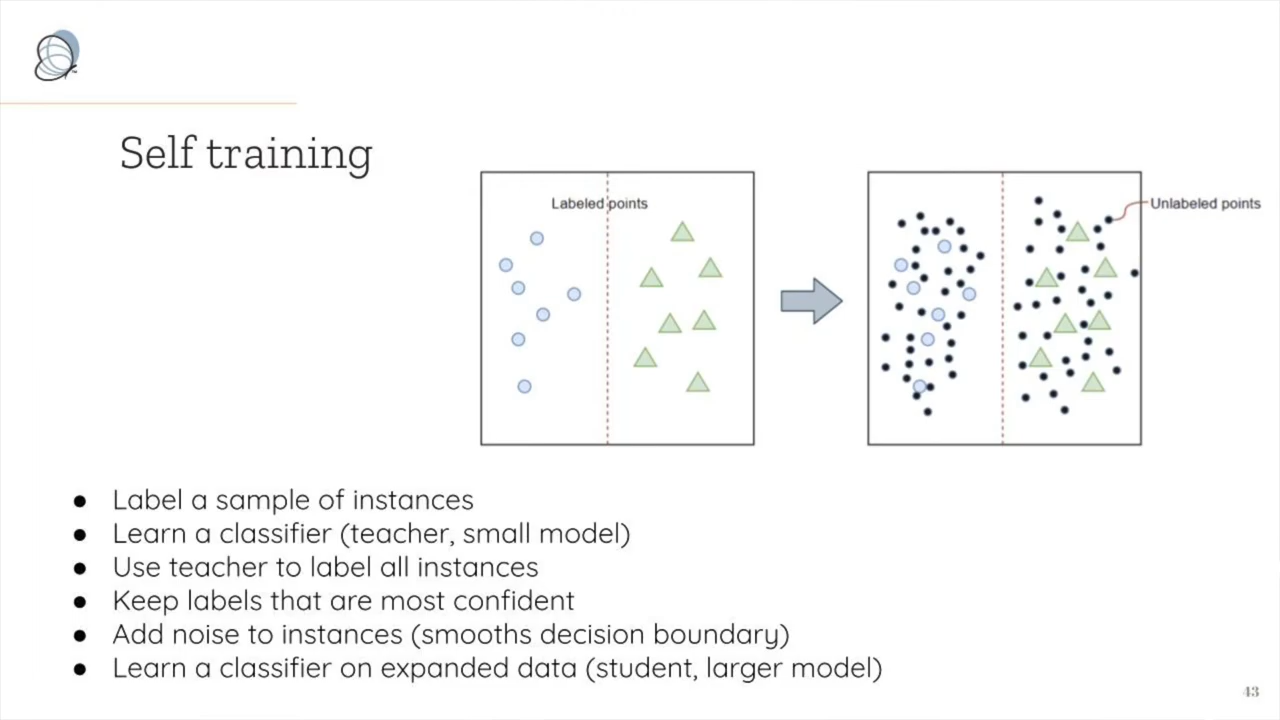 Self training
Labeled points
Unlabeled points
● Label a sample of instances
● Learn a classifier (teacher, small model)
● Use teacher to label all instances
● Keep labels that are most confident
● Add noise to instances (smooths decision boundary)
● Learn a classifier on expanded data (student, larger model)
43